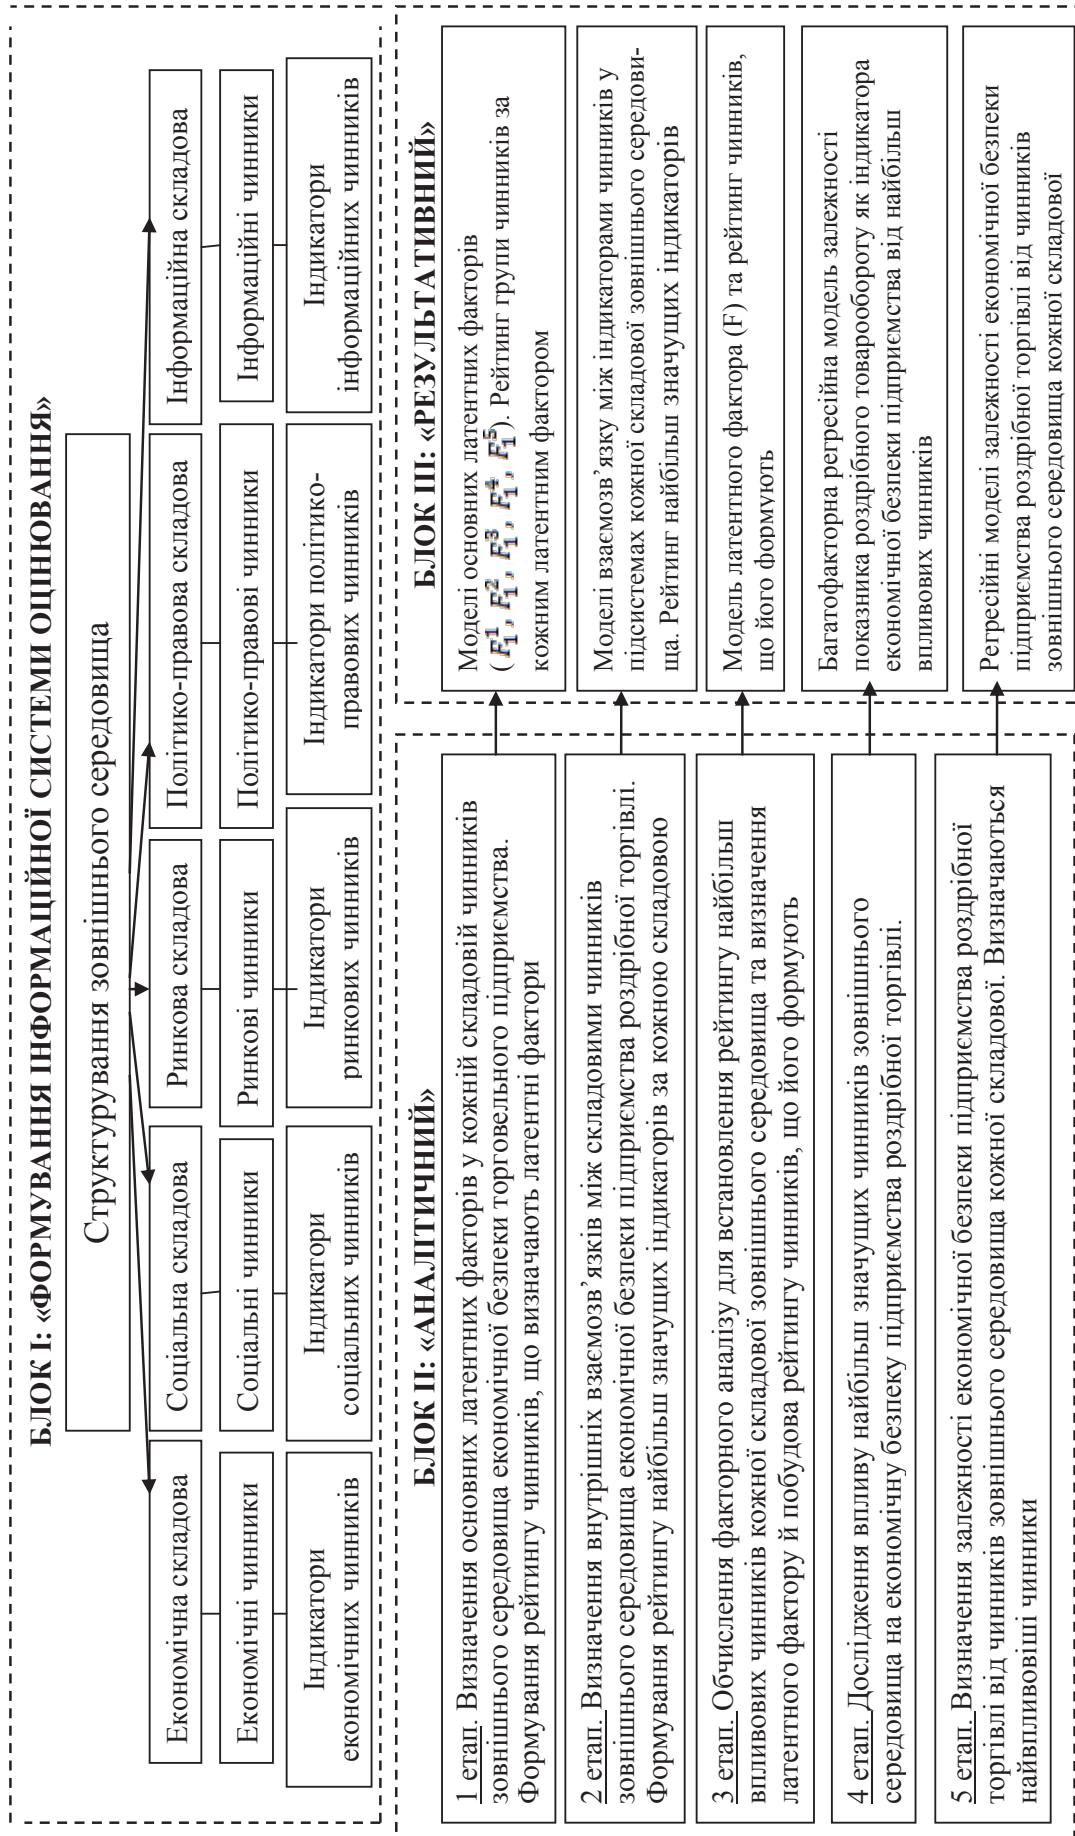 БЛОК І: «ФОРМУВАННЯ ІНФОРМАЦІЙНОЇ СИСТЕМИ ОЦІНЮВАННЯ»
Структурування зовнішнього середовища
Економічна складова
Соціальна складова
Ринкова складова
Політико-правова складова
Інформаційна складова
Економічні чинники
Соціальні чинники
Ринкові чинники
Політико-правові чинники
Інформаційні чинники
Індикатори
економічних чинників
Індикатори
соціальних чинників
Індикатори
ринкових чинників
Індикатори політико-
правових чинників
Індикатори
інформаційних чинників
БЛОК ІІ: «АНАЛІТИЧНИЙ»
1 етап. Визначення основних латентних факторів у кожній складовій чинників
зовнішнього середовища економічної безпеки торговельного підприємства.
Формування рейтингу чинників, що визначають латентні фактори
2 етап. Визначення внутрішніх взаємозв’язків між складовими чинників
зовнішнього середовища економічної безпеки підприємства роздрібної торгівлі.
Формування рейтингу найбільш значущих індикаторів за кожною складовою
3 етап. Обчислення факторного аналізу для встановлення рейтингу найбільш
впливових чинників кожної складової зовнішнього середовища та визначення
латентного фактору й побудова рейтингу чинників, що його формують
4 етап. Дослідження впливу найбільш значущих чинників зовнішнього
середовища на економічну безпеку підприємства роздрібної торгівлі.
5 етап. Визначення залежності економічної безпеки підприємства роздрібної
торгівлі від чинників зовнішнього середовища кожної складової. Визначаються
найвпливовіші чинники
БЛОК ІІІ: «РЕЗУЛЬТАТИВНИЙ»
Моделі основних латентних факторів
(F₁¹, F₁², F₁³, F₁⁴, F₁⁵). Рейтинг групи чинників за
кожним латентним фактором
Моделі взаємозв’язку між індикаторами чинників у
підсистемах кожної складової зовнішнього середови-
ща. Рейтинг найбільш значущих індикаторів
Модель латентного фактора (F) та рейтинг чинників,
що його формують
Багатофакторна регресійна модель залежності
показника роздрібного товарообороту як індикатора
економічної безпеки підприємства від найбільш
впливових чинників
Регресійні моделі залежності економічної безпеки
підприємства роздрібної торгівлі від чинників
зовнішнього середовища кожної складової